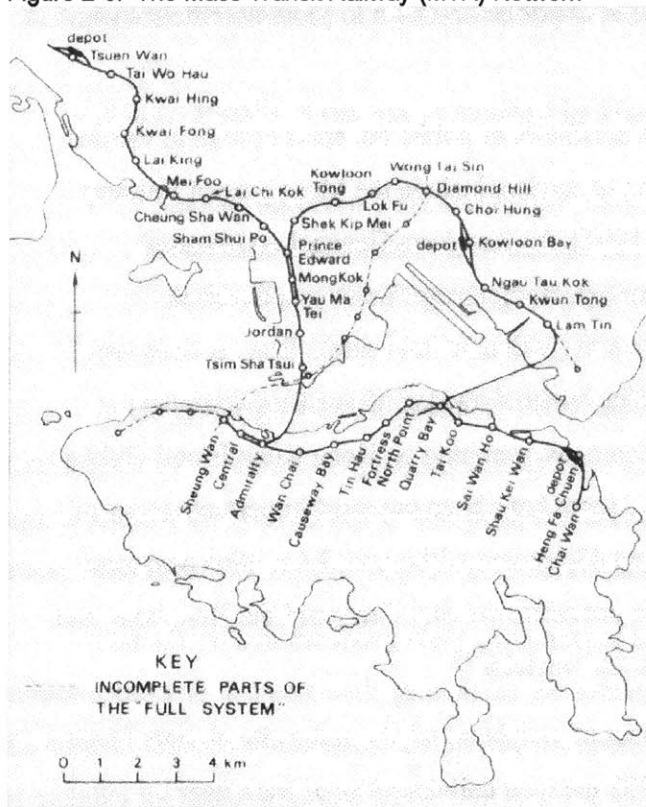 Figure 2-6. The Mass Transit Railway (MTR) Network
depot
Tsuen Wan
Tai Wo Hau
Kwai Hing
Kwai Fong
Lai King
Mei Foo
Lai Chi Kok
Cheung Sha Wan
Sham Shui Po
Kowloon
Tong
Wong Tai Sin
Lok Fu
Diamond Hill
Choi Hung
Shek Kip Mei
Prince
Edward
depot
Kowloon Bay
N
MongKok
Yau Ma
Tei
Ngau Tau Kok
Kwun Tong
Jordan
Lam Tin
Tsim Sha Tsui
Sheung Wan
Central
Admiralty
Wan Chai
Causeway Bay
Tin Hau
Fortress
North Point
Quarry Bay
Tai Koo
Sai Wan Ho
Shau Kei Wan
depot
Heng Fa Chuen
Chai Wan
KEY
INCOMPLETE PARTS OF
THE "FULL SYSTEM"
0 1 2 3 4 km